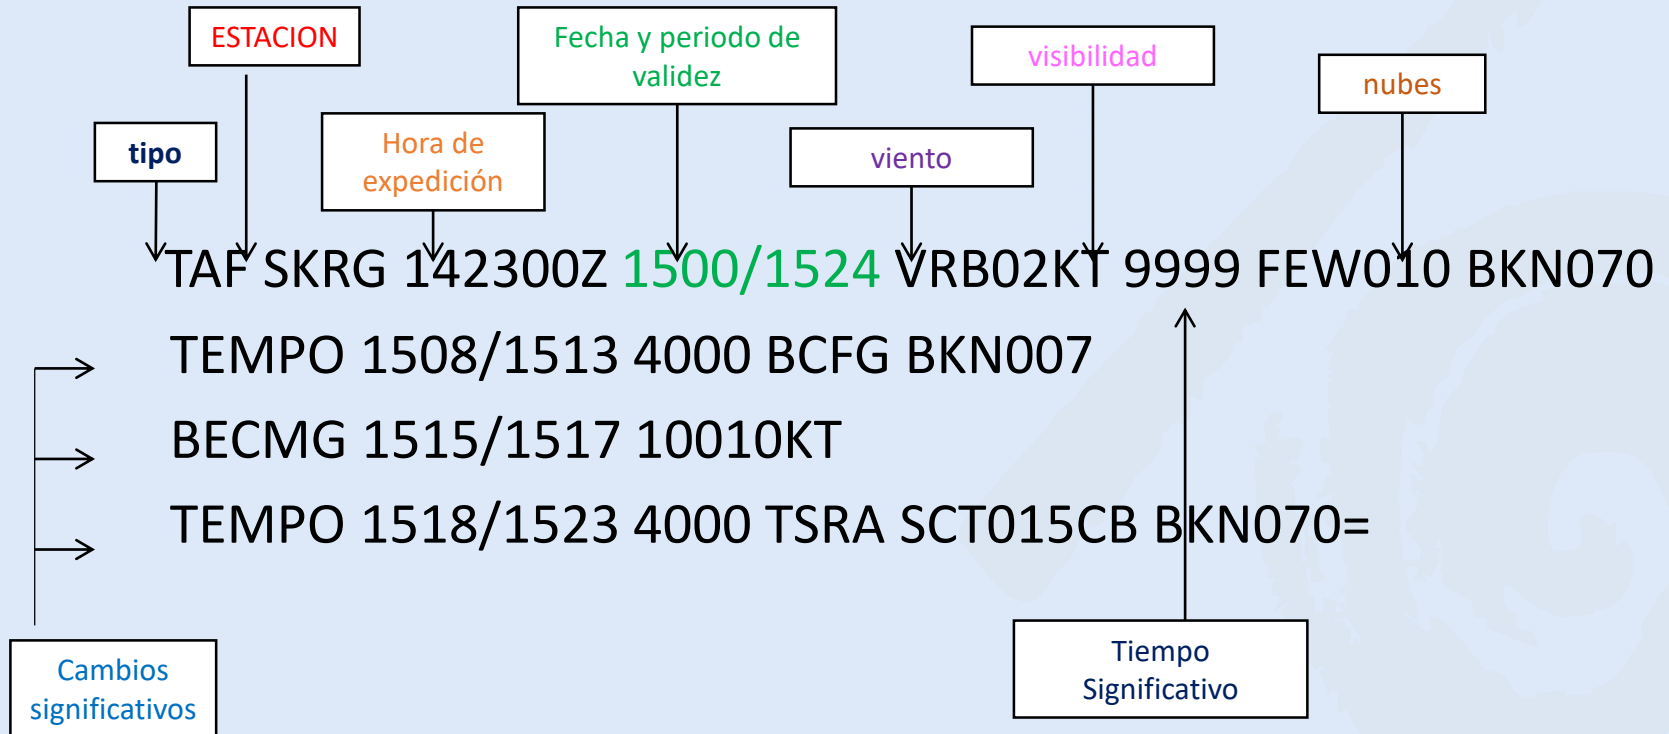 ESTACION
Fecha y periodo de
validez
visibilidad
nubes
tipo
Hora de
expedición
viento
TAF SKRG 142300Z 1500/1524 VRB02KT 9999 FEW010 BKN070
TEMPO 1508/1513 4000 BCFG BKN007
BECMG 1515/1517 10010KT
TEMPO 1518/1523 4000 TSRA SCT015CB BKN070=
Cambios
significativos
Tiempo
Significativo